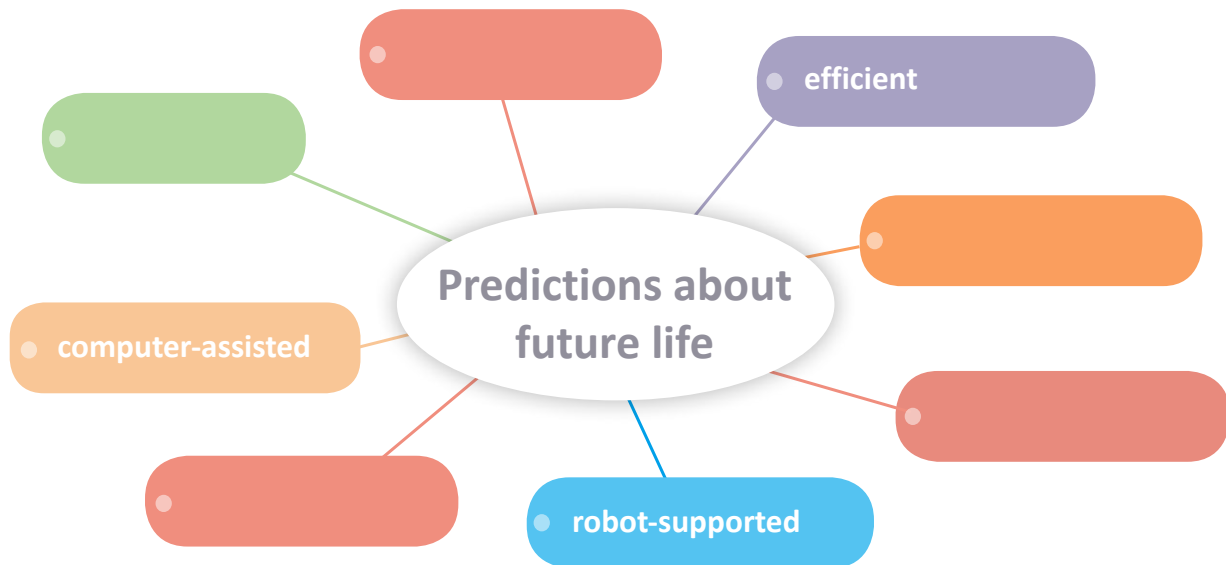 efficient
Predictions about
future life
computer-assisted
robot-supported